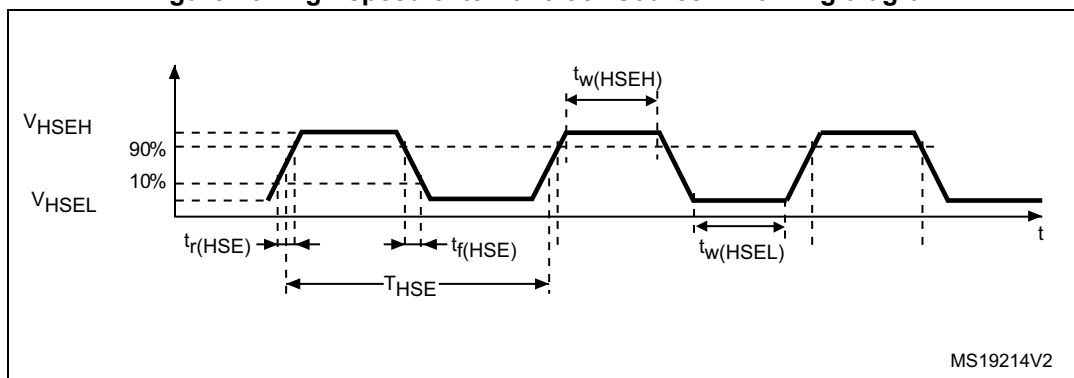 tw(HSEH)
VHSEH
90%
10%
VHSEL
tr(HSE)
tf(HSE)
tw(HSEL)
t
THSE
MS19214V2